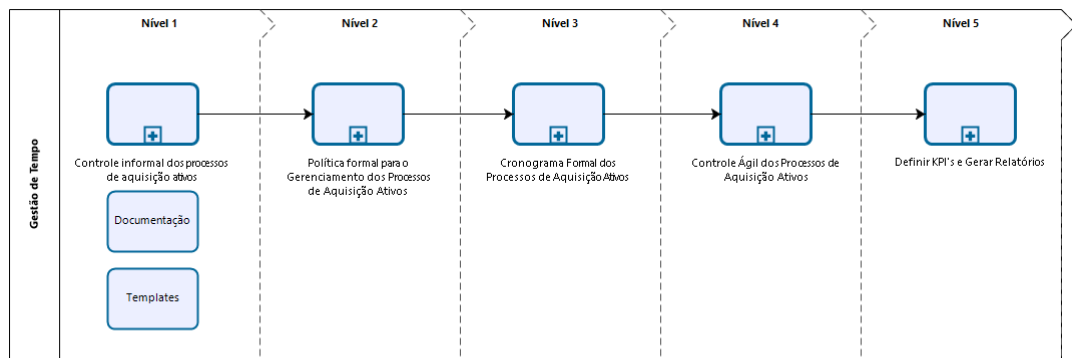 Nível 1
Nível 2
Nível 3
Nível 4
Nível 5
Gestão de Tempo
Controle informal dos processos
de aquisição ativos
Política formal para o
Gerenciamento dos Processos
de Aquisição Ativos
Cronograma Formal dos
Processos de Aquisição Ativos
Controle Ágil dos Processos de
Aquisição Ativos
Definir KPI's e Gerar Relatórios
Documentação
Templates